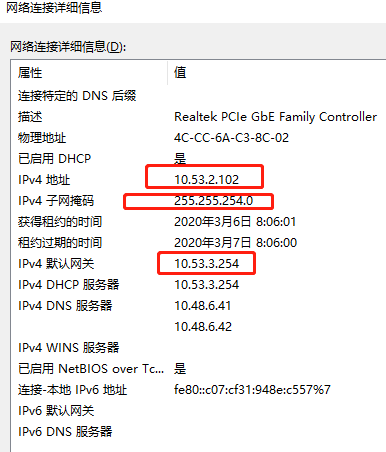 网络连接详细信息
网络连接详细信息(D):
属性 值
连接特定的 DNS 后缀
描述 Realtek PCIe GbE Family Controller
物理地址 4C-CC-6A-C3-8C-02
已启用 DHCP 是
IPv4 地址 10.53.2.102
IPv4 子网掩码 255.255.254.0
获得租约的时间 2020年3月6日 8:06:01
租约过期的时间 2020年3月7日 8:06:00
IPv4 默认网关 10.53.3.254
IPv4 DHCP 服务器 10.53.3.254
IPv4 DNS 服务器 10.48.6.41
10.48.6.42
IPv4 WINS 服务器
已启用 NetBIOS over Tc... 是
连接-本地 IPv6 地址 fe80::c07:cf31:948e:c557%7
IPv6 默认网关
IPv6 DNS 服务器